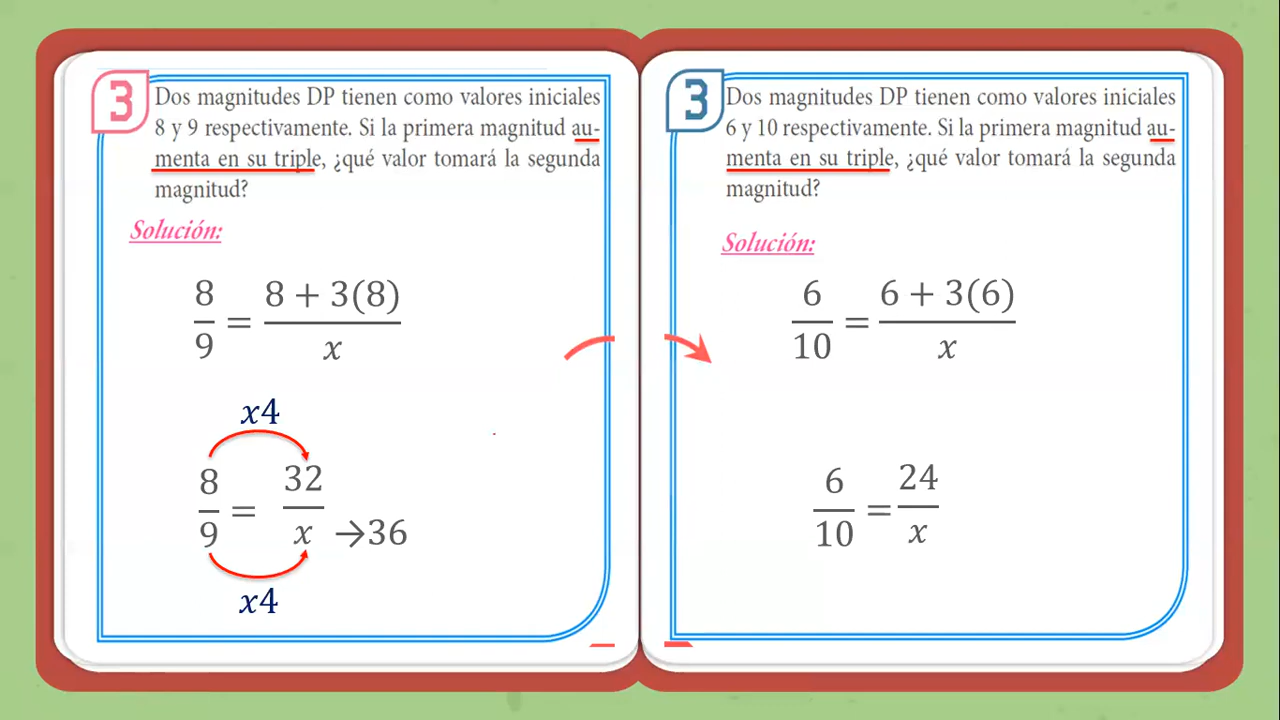 3
Dos magnitudes DP tienen como valores iniciales
8 y 9 respectivamente. Si la primera magnitud au-
menta en su triple, ¿qué valor tomará la segunda
magnitud?
Solución:
8/9 = 8 + 3(8)/x
x4
8/9 = 32/x →36
x4
3
Dos magnitudes DP tienen como valores iniciales
6 y 10 respectivamente. Si la primera magnitud au-
menta en su triple, ¿qué valor tomará la segunda
magnitud?
Solución:
6/10 = 6 + 3(6)/x
6/10 = 24/x